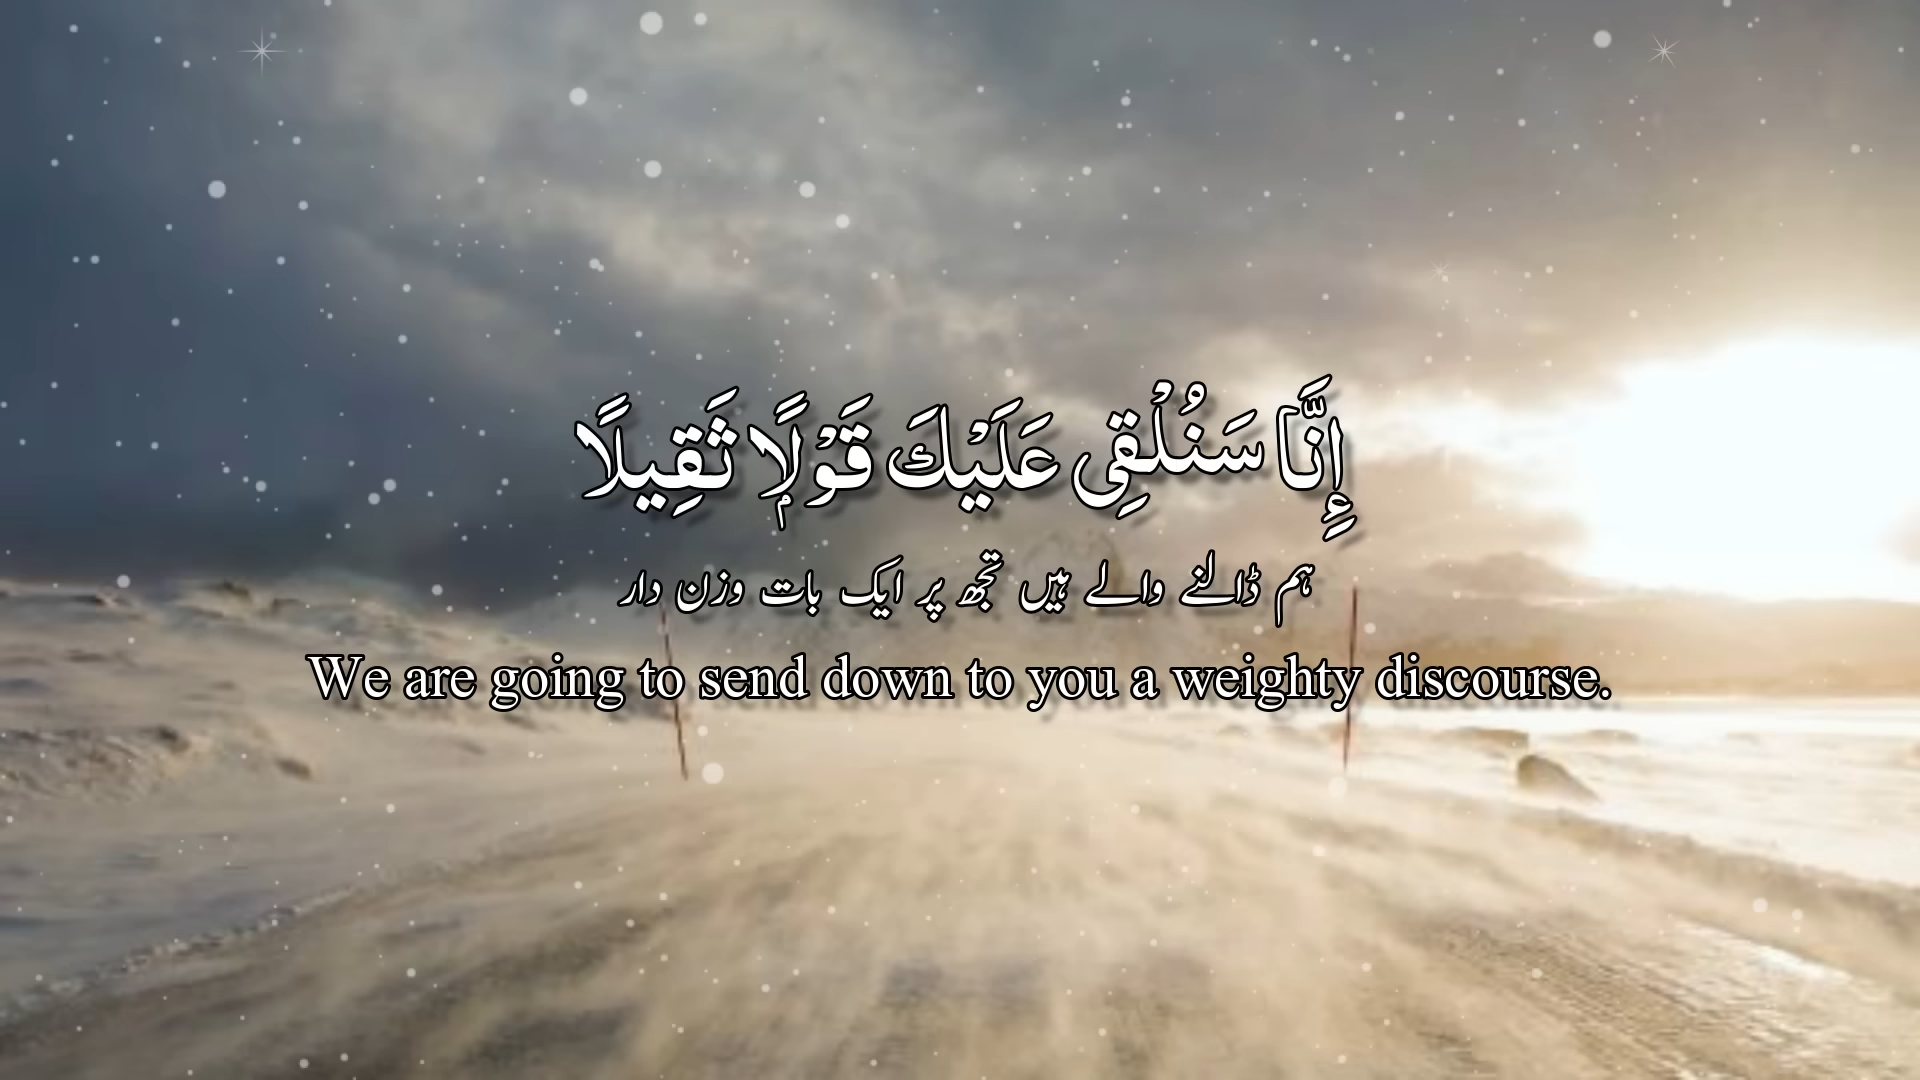 إِنَّا سَنُلْقِى عَلَيْكَ قَوْلًۭا ثَقِيلًا
ہم ڈالنے والے ہیں تجھ پر ایک بات وزن دار
We are going to send down to you a weighty discourse.